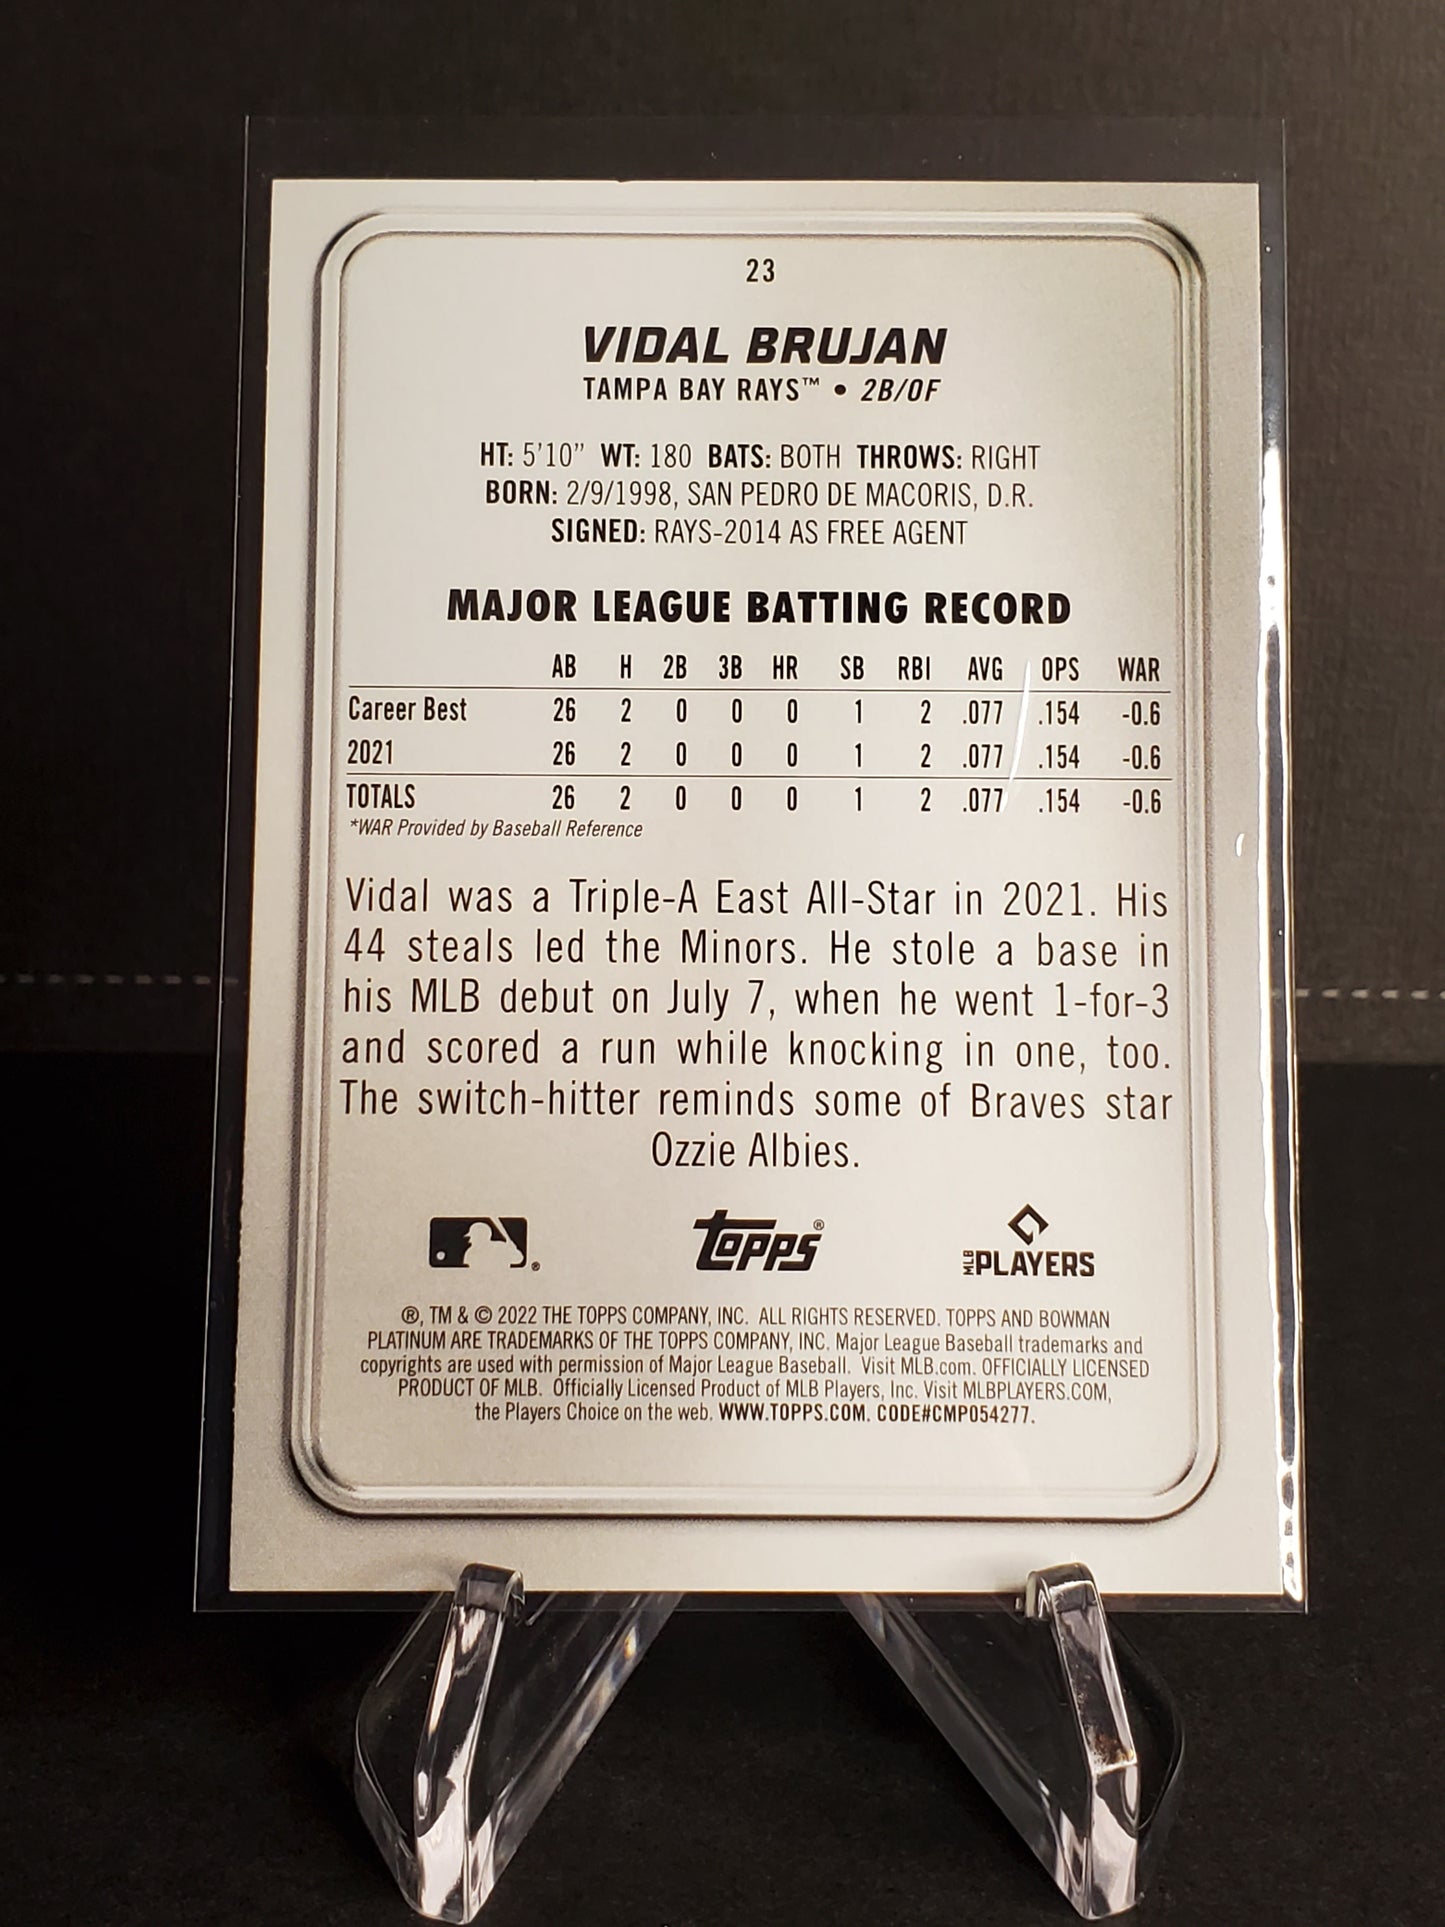 23
VIDAL BRUJAN
TAMPA BAY RAYS™ • 2B/OF
HT: 5'10" WT: 180 BATS: BOTH THROWS: RIGHT
BORN: 2/9/1998, SAN PEDRO DE MACORIS, D.R.
SIGNED: RAYS-2014 AS FREE AGENT
MAJOR LEAGUE BATTING RECORD
AB H 2B 3B HR SB RBI AVG OPS WAR
Career Best 26 2 0 0 0 1 2 .077 .154 -0.6
2021 26 2 0 0 0 1 2 .077 .154 -0.6
TOTALS 26 2 0 0 0 1 2 .077 .154 -0.6
*WAR Provided by Baseball Reference
Vidal was a Triple-A East All-Star in 2021. His
44 steals led the Minors. He stole a base in
his MLB debut on July 7, when he went 1-for-3
and scored a run while knocking in one, too.
The switch-hitter reminds some of Braves star
Ozzie Albies.
® Topps® MLB PLAYERS
®, TM & © 2022 THE TOPPS COMPANY, INC. ALL RIGHTS RESERVED. TOPPS AND BOWMAN
PLATINUM ARE TRADEMARKS OF THE TOPPS COMPANY, INC. Major League Baseball trademarks and
copyrights are used with permission of Major League Baseball. Visit MLB.com. OFFICIALLY LICENSED
PRODUCT OF MLB. Officially Licensed Product of MLB Players, Inc. Visit MLBPLAYERS.COM,
the Players Choice on the web. WWW.TOPPS.COM. CODE#CMP054277.